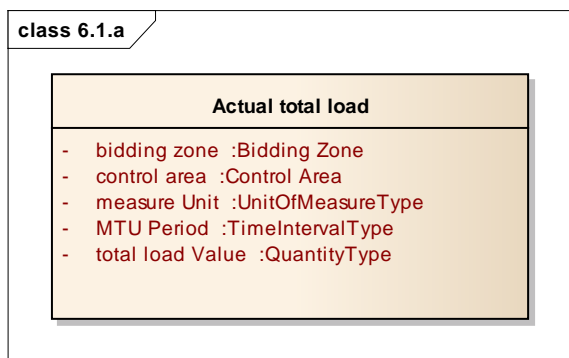 class 6.1.a
Actual total load
- bidding zone :Bidding Zone
- control area :Control Area
- measure Unit :UnitOfMeasureType
- MTU Period :TimeIntervalType
- total load Value :QuantityType